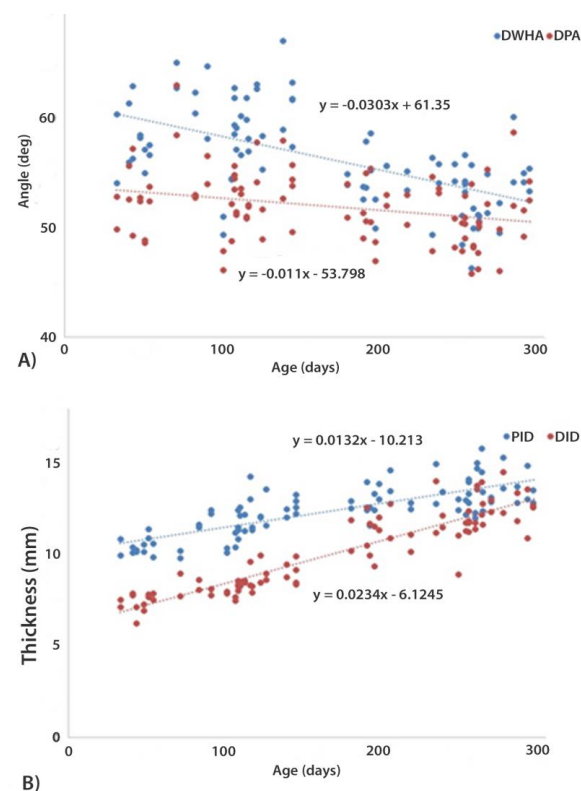 DWHA DPA
60
50
40
Angle (deg)
y = -0.0303x + 61.35
y = -0.011x - 53.798
0 100 200 300
Age (days)
A)
PID DID
15
10
5
0
Thickness (mm)
y = 0.0132x - 10.213
y = 0.0234x - 6.1245
0 100 200 300
Age (days)
B)